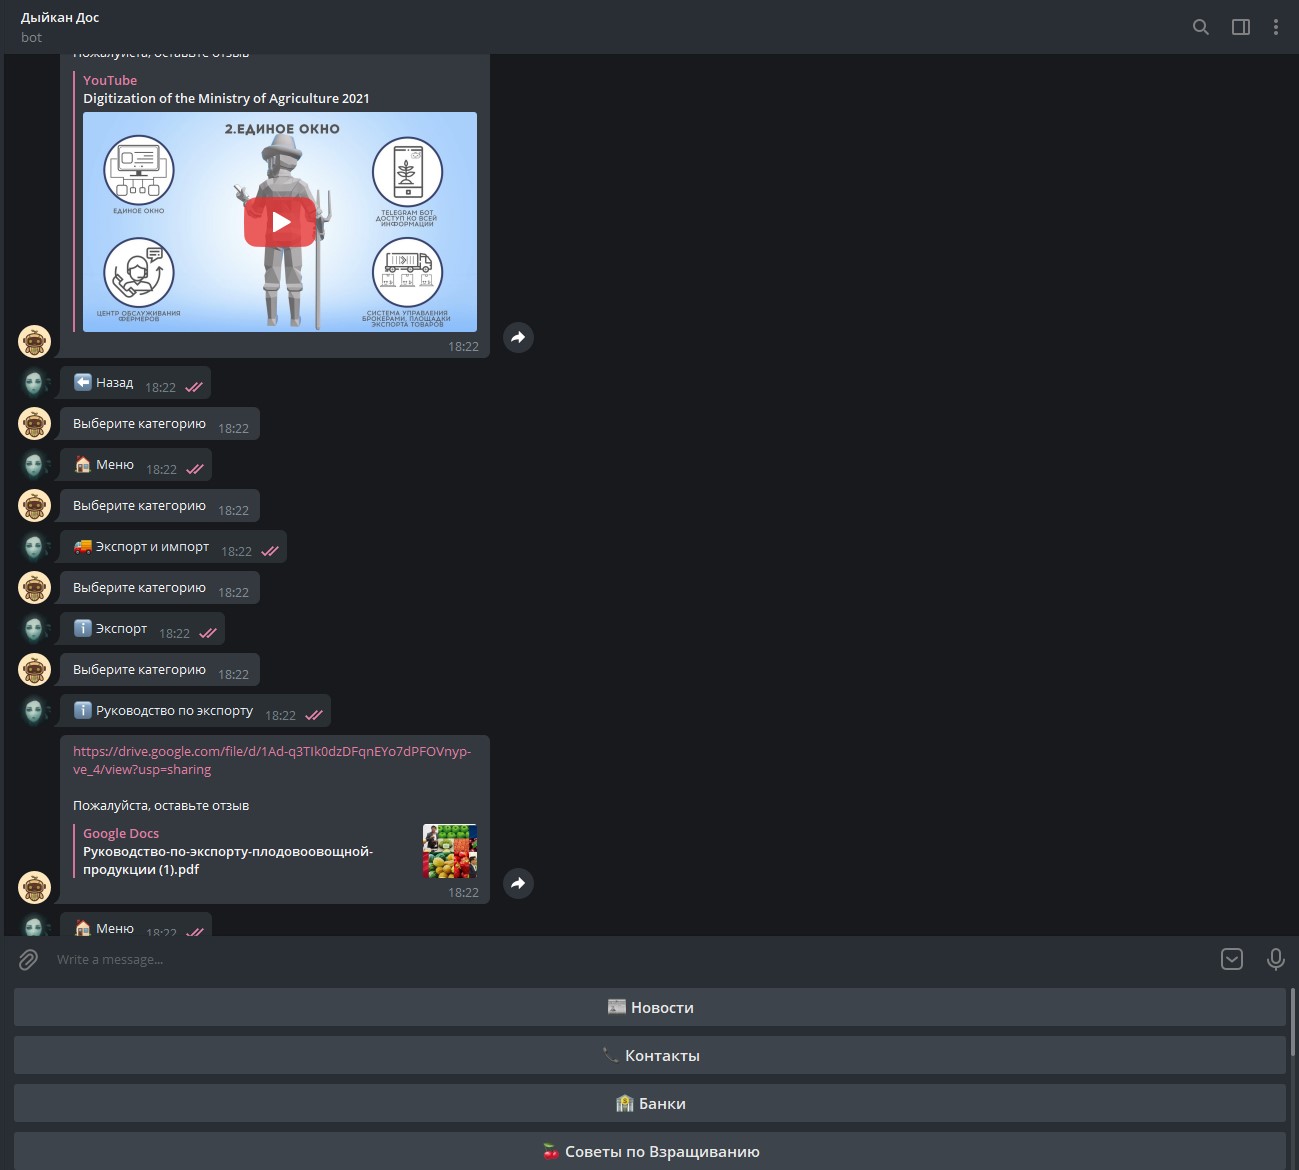 Дыйкан Дос
bot
Пожалуйста, оставьте отзыв
YouTube
Digitization of the Ministry of Agriculture 2021
2.ЕДИНОЕ ОКНО
ЕДИНОЕ ОКНО
TELEGRAM БОТ
ДОСТУП КО ВСЕЙ
ИНФОРМАЦИИ
ЦЕНТР ОБСЛУЖИВАНИЯ
ФЕРМЕРОВ
СИСТЕМА УПРАВЛЕНИЯ
БРОКЕРАМИ, ПЛОЩАДКИ
ЭКСПОРТА ТОВАРОВ
18:22
Назад 18:22
Выберите категорию 18:22
Меню 18:22
Выберите категорию 18:22
Экспорт и импорт 18:22
Выберите категорию 18:22
Экспорт 18:22
Выберите категорию 18:22
Руководство по экспорту 18:22
https://drive.google.com/file/d/1Ad-q3TIk0dzDFqnEYo7dPFOVnyp-
ve_4/view?usp=sharing
Пожалуйста, оставьте отзыв
Google Docs
Руководство-по-экспорту-плодовоовощной-
продукции (1).pdf
18:22
Меню 18:22
Write a message...
Новости
Контакты
Банки
Советы по Взращиванию